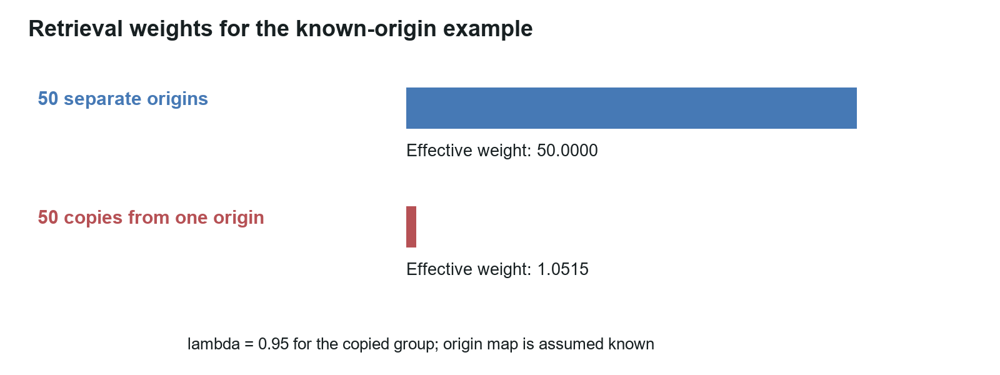 Retrieval weights for the known-origin example
50 separate origins
Effective weight: 50.0000
50 copies from one origin
Effective weight: 1.0515
lambda = 0.95 for the copied group; origin map is assumed known